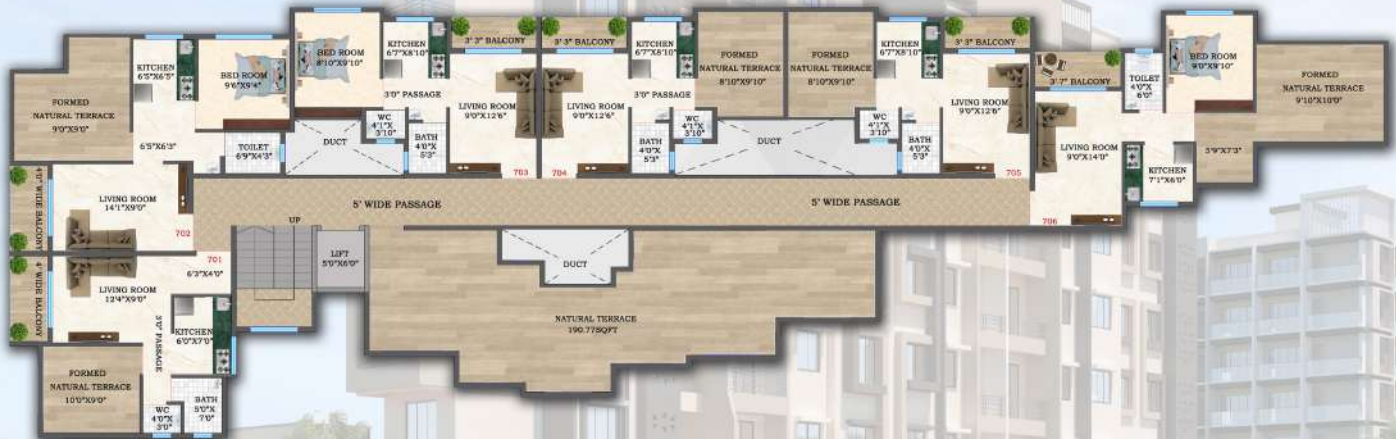 FORMED
NATURAL TERRACE
9'0"X9'0"
KITCHEN
6'5"X6'5"
BED ROOM
9'6"X9'4"
6'5"X6'3"
TOILET
6'9"X4'3"
LIVING ROOM
14'1"X9'0"
4'0" WIDE BALCONY
702
BED ROOM
8'10"X9'10"
KITCHEN
6'7"X8'10"
3' 3" BALCONY
3'0" PASSAGE
LIVING ROOM
9'0"X12'6"
WC
4'1"X
3'10"
BATH
4'0"X
5'3"
DUCT
703
3' 3" BALCONY
KITCHEN
6'7"X8'10"
FORMED
NATURAL TERRACE
8'10"X9'10"
LIVING ROOM
9'0"X12'6"
3'0" PASSAGE
WC
4'1"X
3'10"
BATH
4'0"X
5'3"
704
DUCT
FORMED
NATURAL TERRACE
8'10"X9'10"
KITCHEN
6'7"X8'10"
3' 3" BALCONY
LIVING ROOM
9'0"X12'6"
WC
4'1"X
3'10"
BATH
4'0"X
5'3"
705
3'-7" BALCONY
TOILET
4'0"X
6'0"
BED ROOM
9'0"X9'10"
FORMED
NATURAL TERRACE
9'10"X10'0"
LIVING ROOM
9'0"X14'0"
KITCHEN
7'1"X6'0"
3'9"X7'3"
706
5' WIDE PASSAGE
5' WIDE PASSAGE
UP
LIFT
5'0"X6'0"
DUCT
NATURAL TERRACE
190.77SQFT
701
6'3"X4'0"
4' WIDE BALCONY
LIVING ROOM
12'4"X9'0"
KITCHEN
6'0"X7'0"
3'0" PASSAGE
FORMED
NATURAL TERRACE
10'0"X9'0"
WC
4'0"X
3'0"
BATH
5'0"X
7'0"